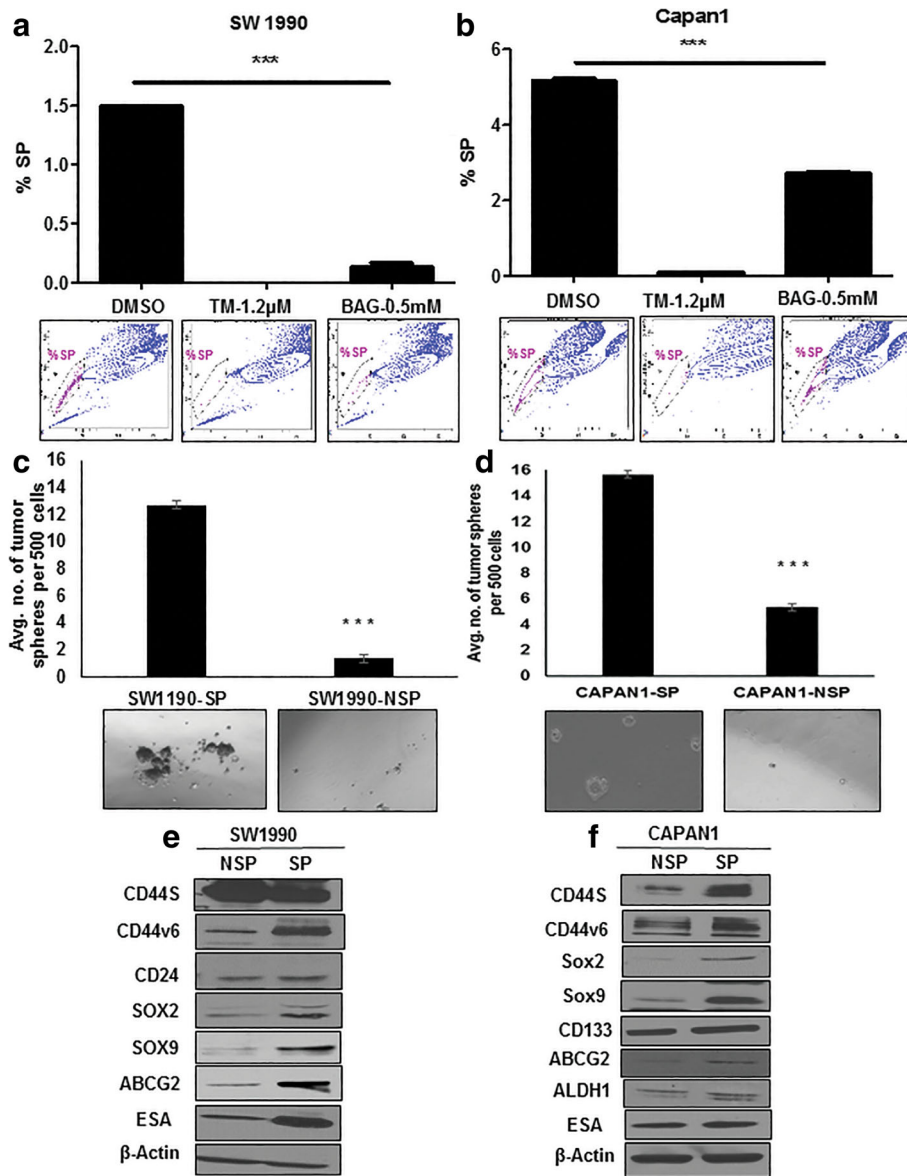 a
SW 1990
***
% SP
2.0
1.5
1.0
0.5
0.0
DMSO
TM-1.2µM
BAG-0.5mM
%SP
%SP
%SP
b
Capan1
***
% SP
6
4
2
0
DMSO
TM-1.2µM
BAG-0.5mM
%SP
%SP
%SP
c
Avg. no. of tumor
spheres per 500 cells
16
14
12
10
8
6
4
2
0
***
SW1190-SP
SW1990-NSP
d
Avg. no. of tumor spheres
per 500 cells
16
14
12
10
8
6
4
2
0
***
CAPAN1-SP
CAPAN1-NSP
e
SW1990
NSP
SP
CD44S
CD44v6
CD24
SOX2
SOX9
ABCG2
ESA
β-Actin
f
CAPAN1
NSP
SP
CD44S
CD44v6
Sox2
Sox9
CD133
ABCG2
ALDH1
ESA
β-Actin